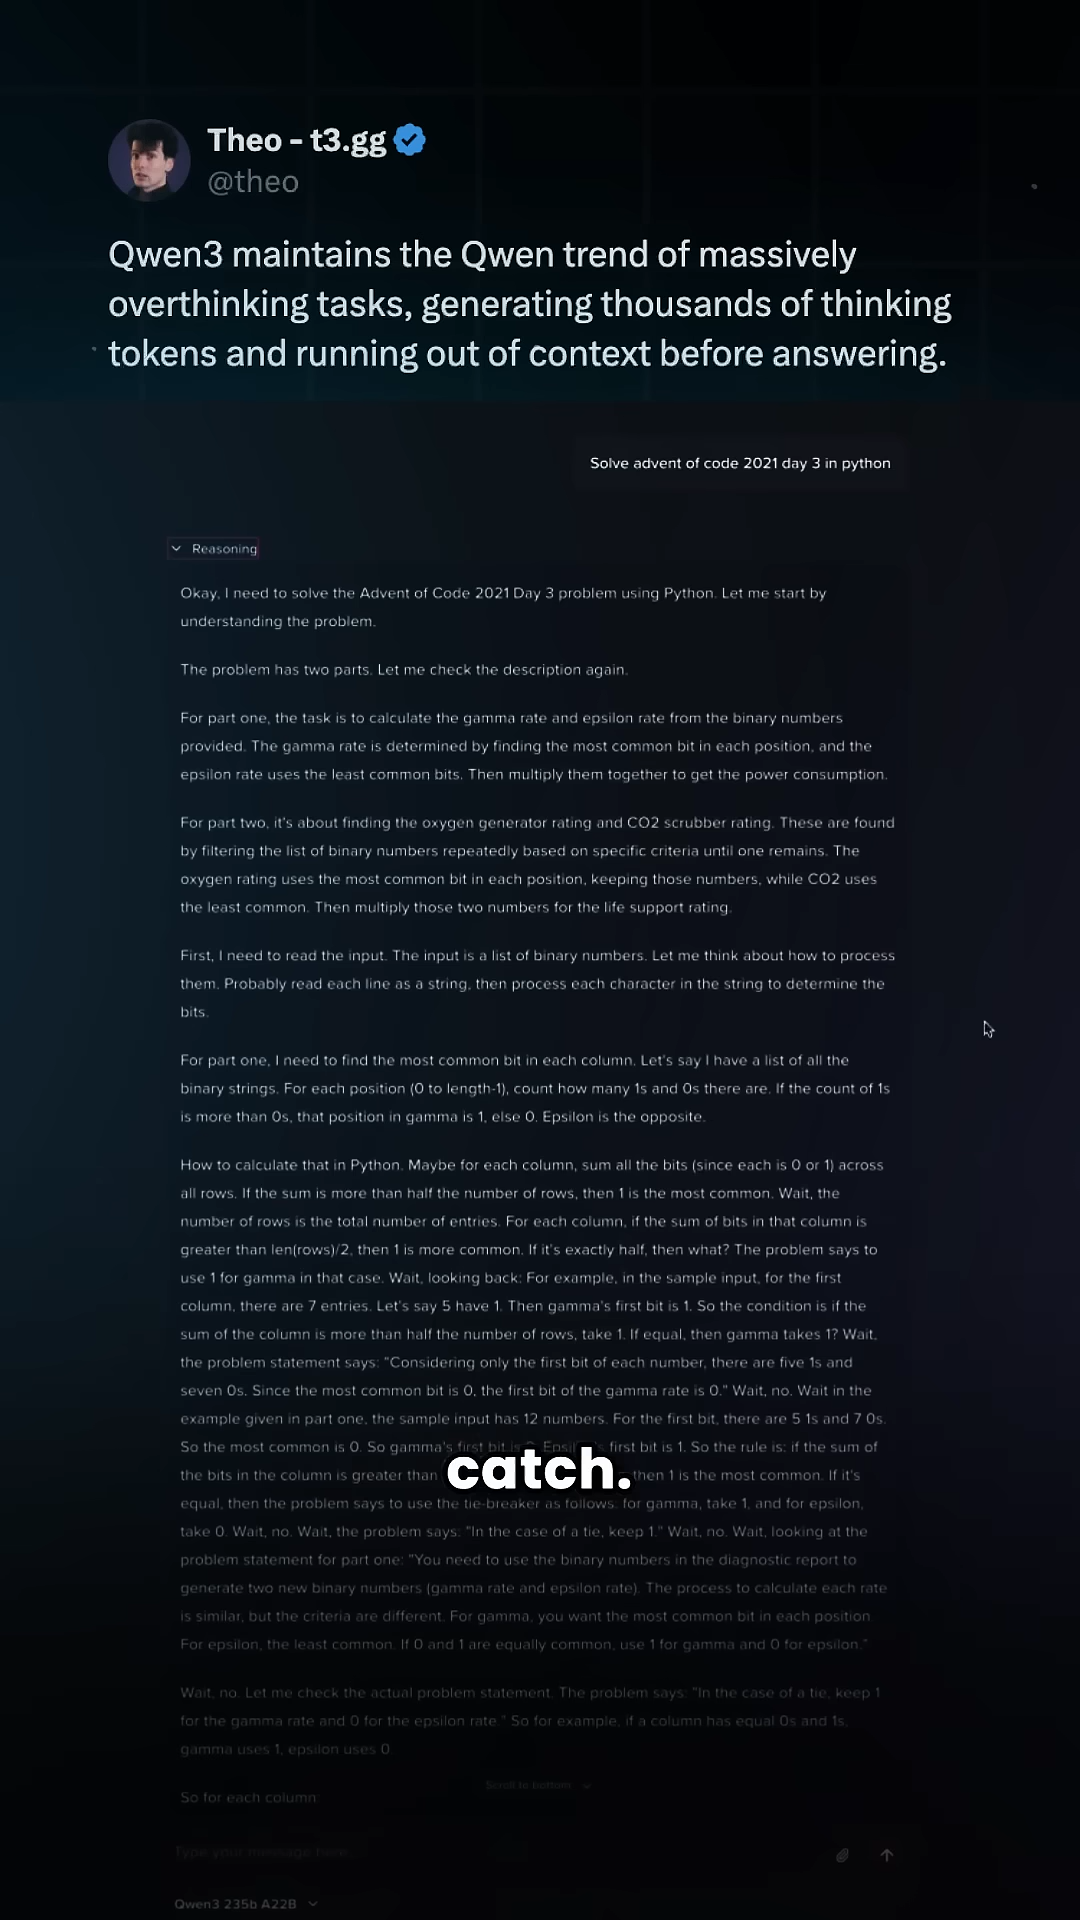 Theo - t3.gg
@theo
Qwen3 maintains the Qwen trend of massively
overthinking tasks, generating thousands of thinking
tokens and running out of context before answering.
Solve advent of code 2021 day 3 in python
Reasoning
Okay, I need to solve the Advent of Code 2021 Day 3 problem using Python. Let me start by
understanding the problem.
The problem has two parts. Let me check the description again.
For part one, the task is to calculate the gamma rate and epsilon rate from the binary numbers
provided. The gamma rate is determined by finding the most common bit in each position, and the
epsilon rate uses the least common bits. Then multiply them together to get the power consumption.
For part two, it's about finding the oxygen generator rating and CO2 scrubber rating. These are found
by filtering the list of binary numbers repeatedly based on specific criteria until one remains. The
oxygen rating uses the most common bit in each position, keeping those numbers, while CO2 uses
the least common. Then multiply those two numbers for the life support rating.
First, I need to read the input. The input is a list of binary numbers. Let me think about how to process
them. Probably read each line as a string, then process each character in the string to determine the
bits.
For part one, I need to find the most common bit in each column. Let's say I have a list of all the
binary strings. For each position (0 to length-1), count how many 1s and 0s there are. If the count of 1s
is more than 0s, that position in gamma is 1, else 0. Epsilon is the opposite.
How to calculate that in Python. Maybe for each column, sum all the bits (since each is 0 or 1) across
all rows. If the sum is more than half the number of rows, then 1 is the most common. Wait, the
number of rows is the total number of entries. For each column, if the sum of bits in that column is
greater than len(rows)/2, then 1 is more common. If it's exactly half, then what? The problem says to
use 1 for gamma in that case. Wait, looking back: For example, in the sample input, for the first
column, there are 7 entries. Let's say 5 have 1. Then gamma's first bit is 1. So the condition is if the
sum of the column is more than half the number of rows, take 1. If equal, then gamma takes 1? Wait,
the problem statement says: "Considering only the first bit of each number, there are five 1s and
seven 0s. Since the most common bit is 0, the first bit of the gamma rate is 0." Wait, no. Wait in the
example given in part one, the sample input has 12 numbers. For the first bit, there are 5 1s and 7 0s.
So the most common is 0. So gamma's first bit is 0. Epsilon's first bit is 1. So the rule is: if the sum of
the bits in the column is greater than then 1 is the most common. If it's
catch.
equal, then the problem says to use the tie-breaker as follows: for gamma, take 1, and for epsilon,
take 0. Wait, no. Wait, the problem says: "In the case of a tie, keep 1." Wait, no. Wait, looking at the
problem statement for part one: "You need to use the binary numbers in the diagnostic report to
generate two new binary numbers (gamma rate and epsilon rate). The process to calculate each rate
is similar, but the criteria are different. For gamma, you want the most common bit in each position
For epsilon, the least common. If 0 and 1 are equally common, use 1 for gamma and 0 for epsilon."
Wait, no. Let me check the actual problem statement. The problem says: "In the case of a tie, keep 1
for the gamma rate and 0 for the epsilon rate." So for example, if a column has equal 0s and 1s,
gamma uses 1, epsilon uses 0.
Scroll to bottom
So for each column
Type your message here...
Qwen3 235b A22B